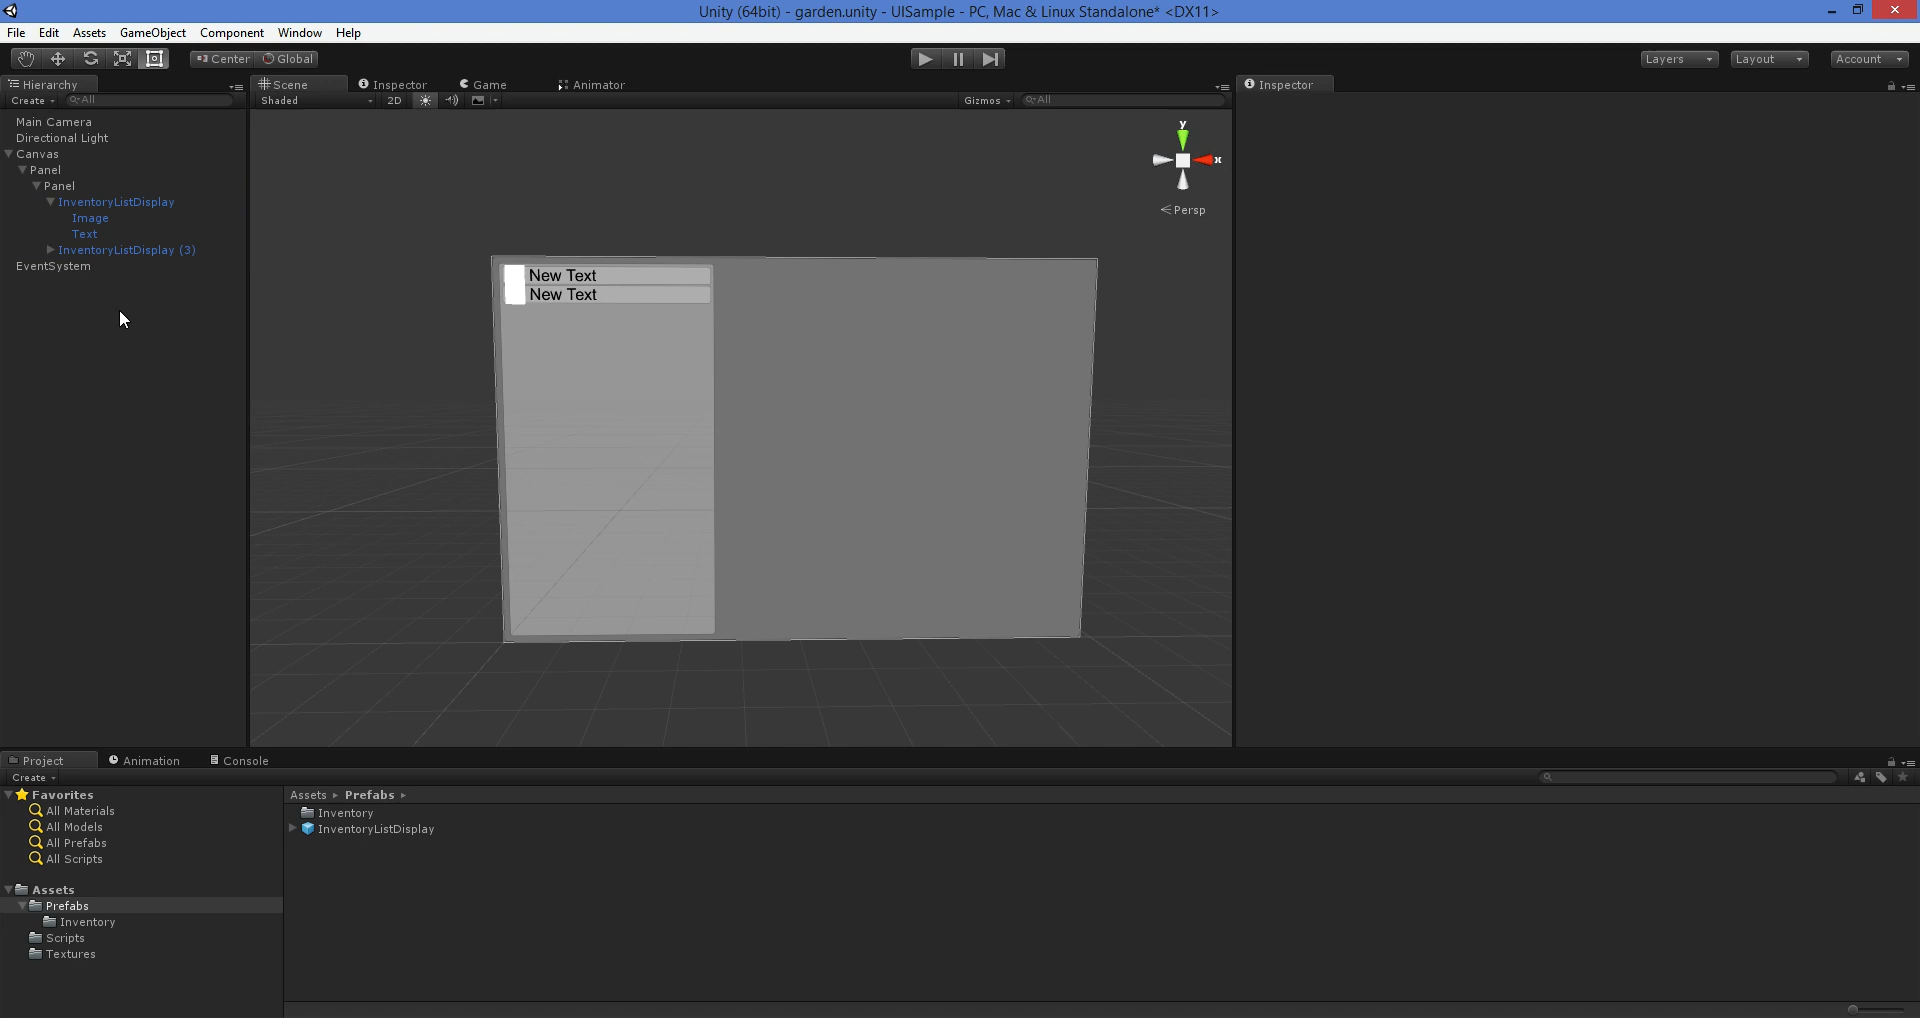 Unity (64bit) - garden.unity - UISample - PC, Mac & Linux Standalone* <DX11>
File Edit Assets GameObject Component Window Help
Center Global Layers Layout Account
Hierarchy Scene Inspector Game Animator Inspector
Create All Shaded 2D Gizmos All
Main Camera
Directional Light
Canvas
Panel
Panel
InventoryListDisplay
Image
Text
InventoryListDisplay (3)
EventSystem
y
x
Persp
New Text
New Text
Project Animation Console
Create
Favorites
All Materials
All Models
All Prefabs
All Scripts
Assets
Prefabs
Inventory
Scripts
Textures
Assets Prefabs
Inventory
InventoryListDisplay